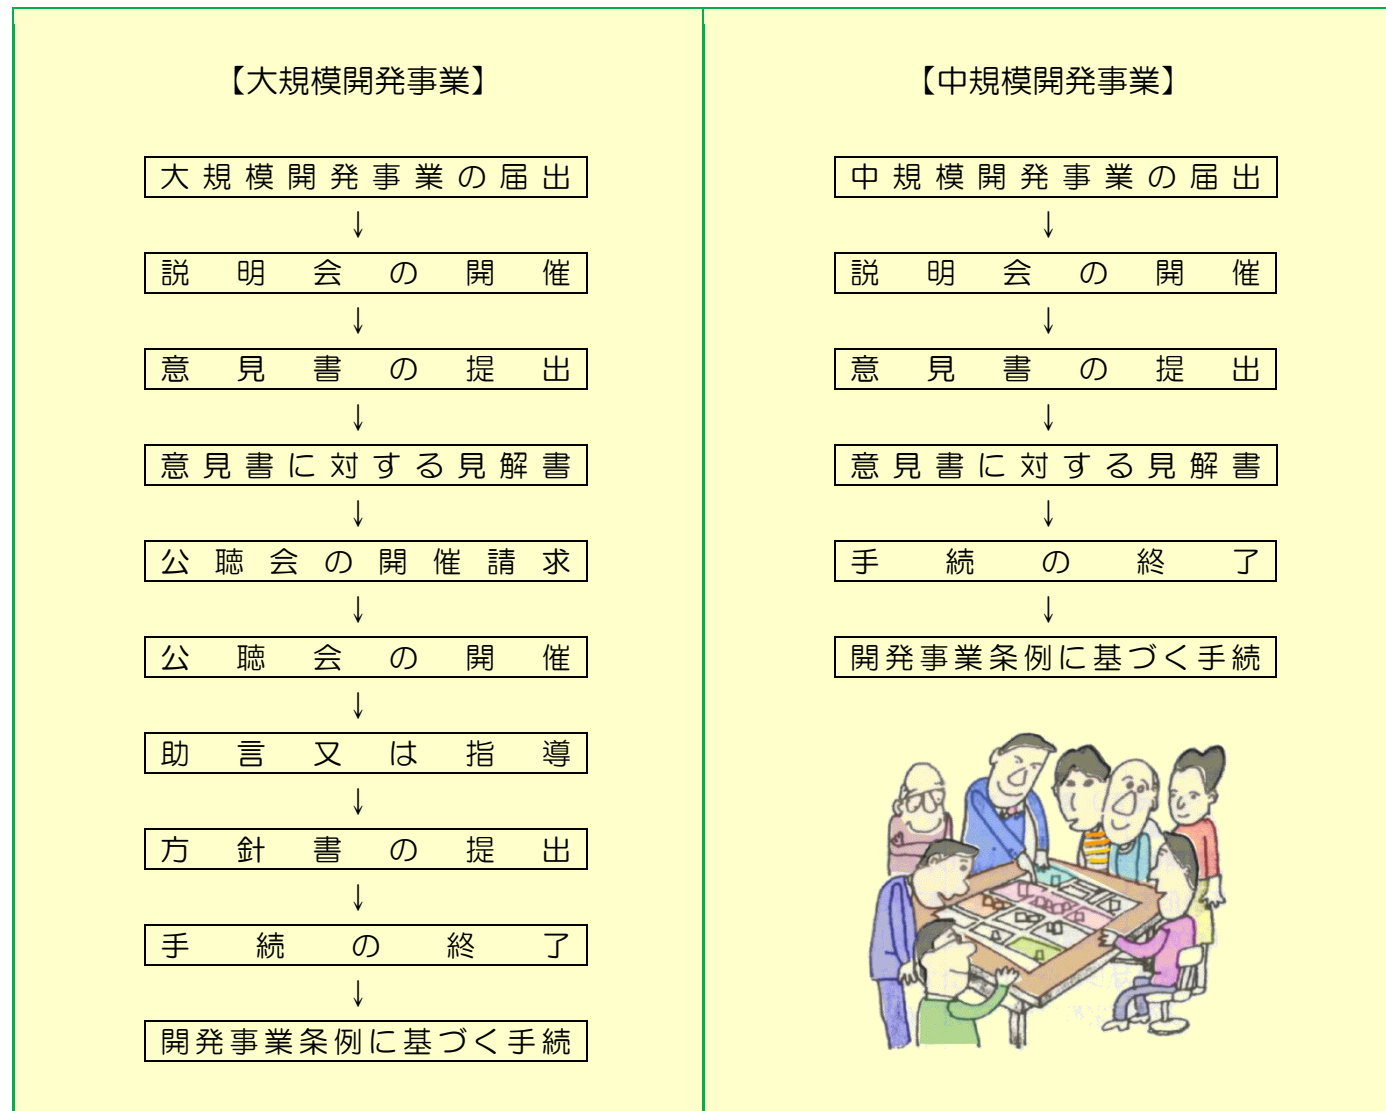 【大規模開発事業】
大規模開発事業の届出
↓
説明会の開催
↓
意見書の提出
↓
意見書に対する見解書
↓
公聴会の開催請求
↓
公聴会の開催
↓
助言又は指導
↓
方針書の提出
↓
手続の終了
↓
開発事業条例に基づく手続
【中規模開発事業】
中規模開発事業の届出
↓
説明会の開催
↓
意見書の提出
↓
意見書に対する見解書
↓
手続の終了
↓
開発事業条例に基づく手続